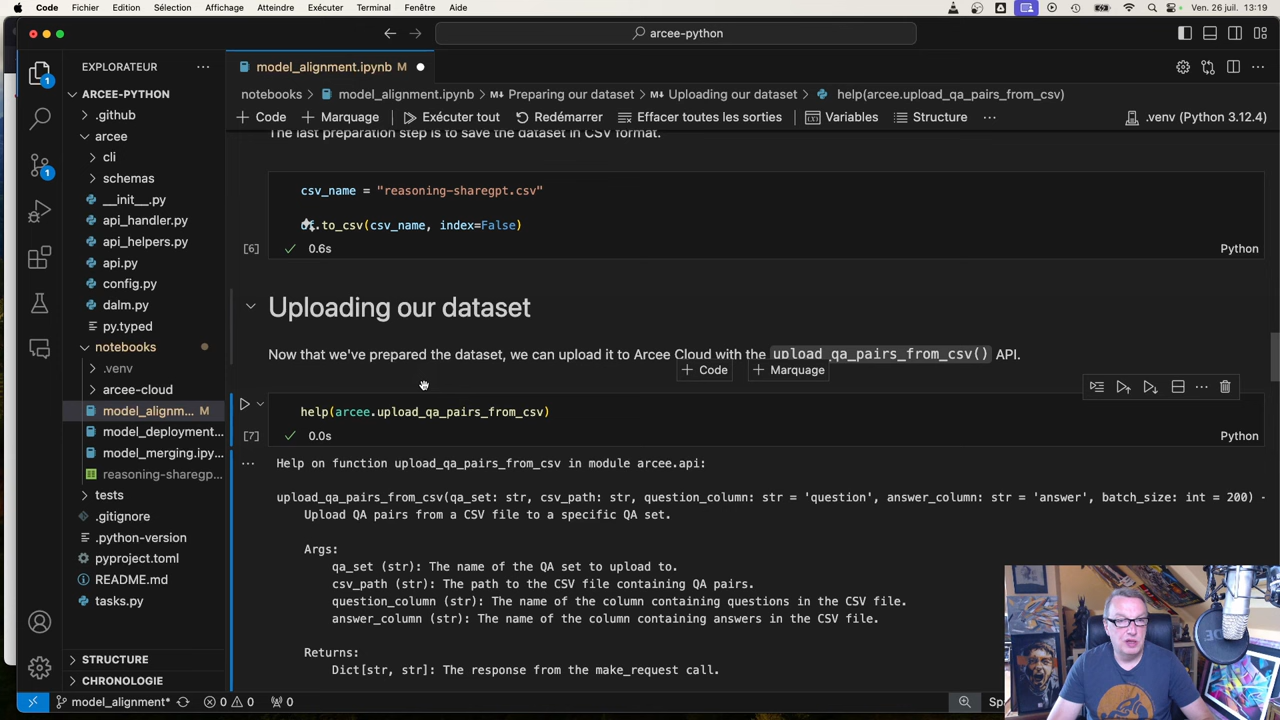 Code Fichier Edition Sélection Affichage Atteindre Exécuter Terminal Fenêtre Aide Ven. 26 juil. 13:19
arcee-python
EXPLORATEUR
model_alignment.ipynb M
ARCEE-PYTHON
.github
arcee
cli
schemas
__init__.py
api_handler.py
api_helpers.py
api.py
config.py
dalm.py
py.typed
notebooks
.venv
arcee-cloud
model_alignm... M
model_deployment...
model_merging.ipy...
reasoning-sharegp...
tests
.gitignore
.python-version
pyproject.toml
README.md
tasks.py
STRUCTURE
CHRONOLOGIE
notebooks > model_alignment.ipynb > Preparing our dataset > Uploading our dataset > help(arcee.upload_qa_pairs_from_csv)
+ Code + Marquage Exécuter tout Redémarrer Effacer toutes les sorties Variables Structure ... .venv (Python 3.12.4)
The last preparation step is to save the dataset in CSV format.
csv_name = "reasoning-sharegpt.csv"
df.to_csv(csv_name, index=False)
[6] 0.6s Python
Uploading our dataset
Now that we've prepared the dataset, we can upload it to Arcee Cloud with the upload_qa_pairs_from_csv() API.
+ Code + Marquage
help(arcee.upload_qa_pairs_from_csv)
[7] 0.0s Python
Help on function upload_qa_pairs_from_csv in module arcee.api:
upload_qa_pairs_from_csv(qa_set: str, csv_path: str, question_column: str = 'question', answer_column: str = 'answer', batch_size: int = 200) -
Upload QA pairs from a CSV file to a specific QA set.
Args:
qa_set (str): The name of the QA set to upload to.
csv_path (str): The path to the CSV file containing QA pairs.
question_column (str): The name of the column containing questions in the CSV file.
answer_column (str): The name of the column containing answers in the CSV file.
Returns:
Dict[str, str]: The response from the make_request call.
model_alignment* 0 0 0 Sp